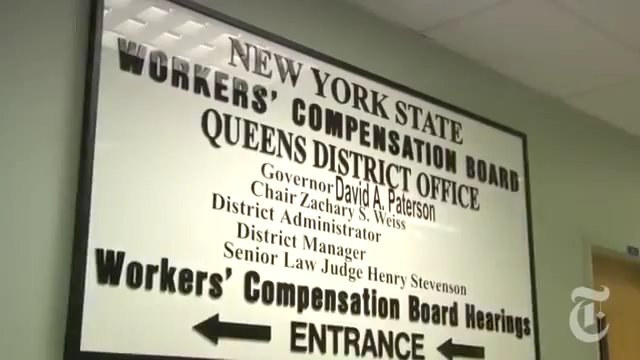 NEW YORK STATE
WORKERS' COMPENSATION BOARD
QUEENS DISTRICT OFFICE
Governor David A. Paterson
Chair Zachary S. Weiss
District Administrator
District Manager
Senior Law Judge Henry Stevenson
Workers' Compensation Board Hearings
ENTRANCE
T